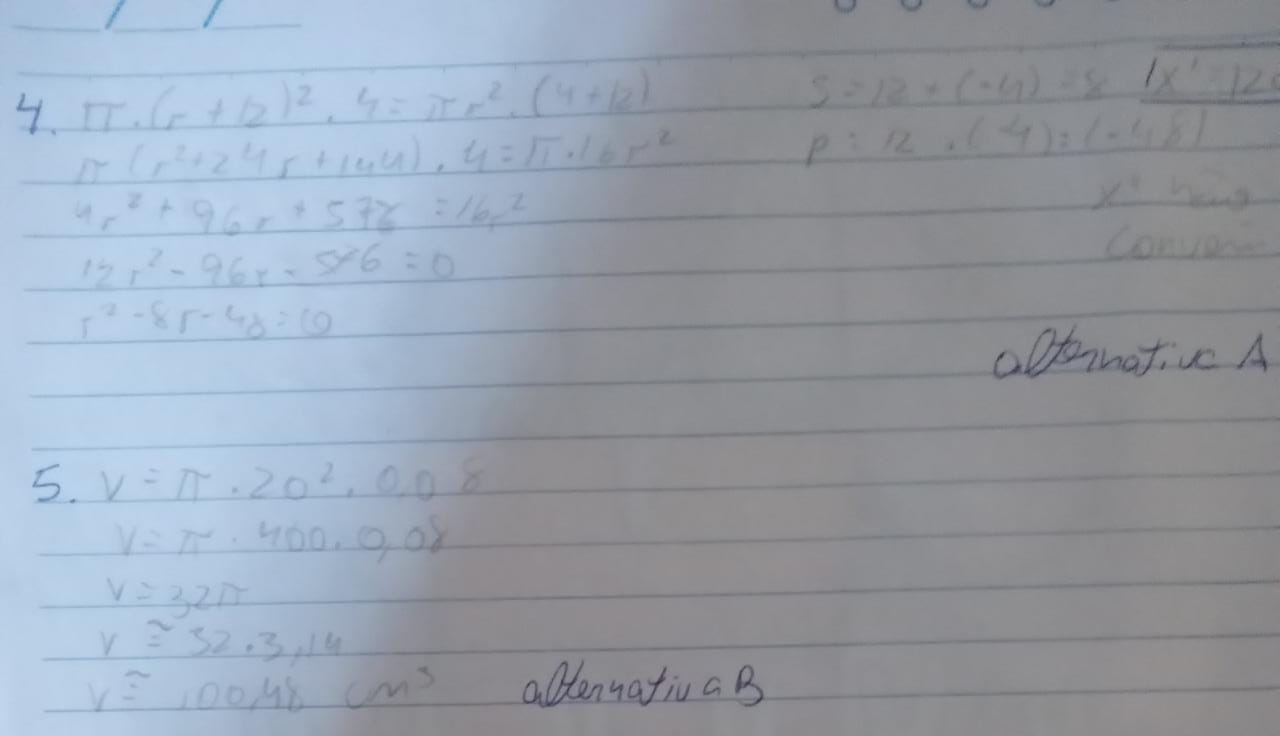 4. π.(r+12)². 4 = πr².(4+12)
π(r²+24r+144). 4 = π.16r²
4r² + 96r + 576 = 16r²
12r² - 96r - 576 = 0
r² - 8r - 48 = 0
S = 12 + (-4) = 8
P = 12 . (-4) = (-48)
alternativa A
5. V = π . 20² . 0,08
V = π . 400 . 0,08
V = 32π
V ≅ 32 . 3,14
V ≅ 100,48 cm³
alternativa B